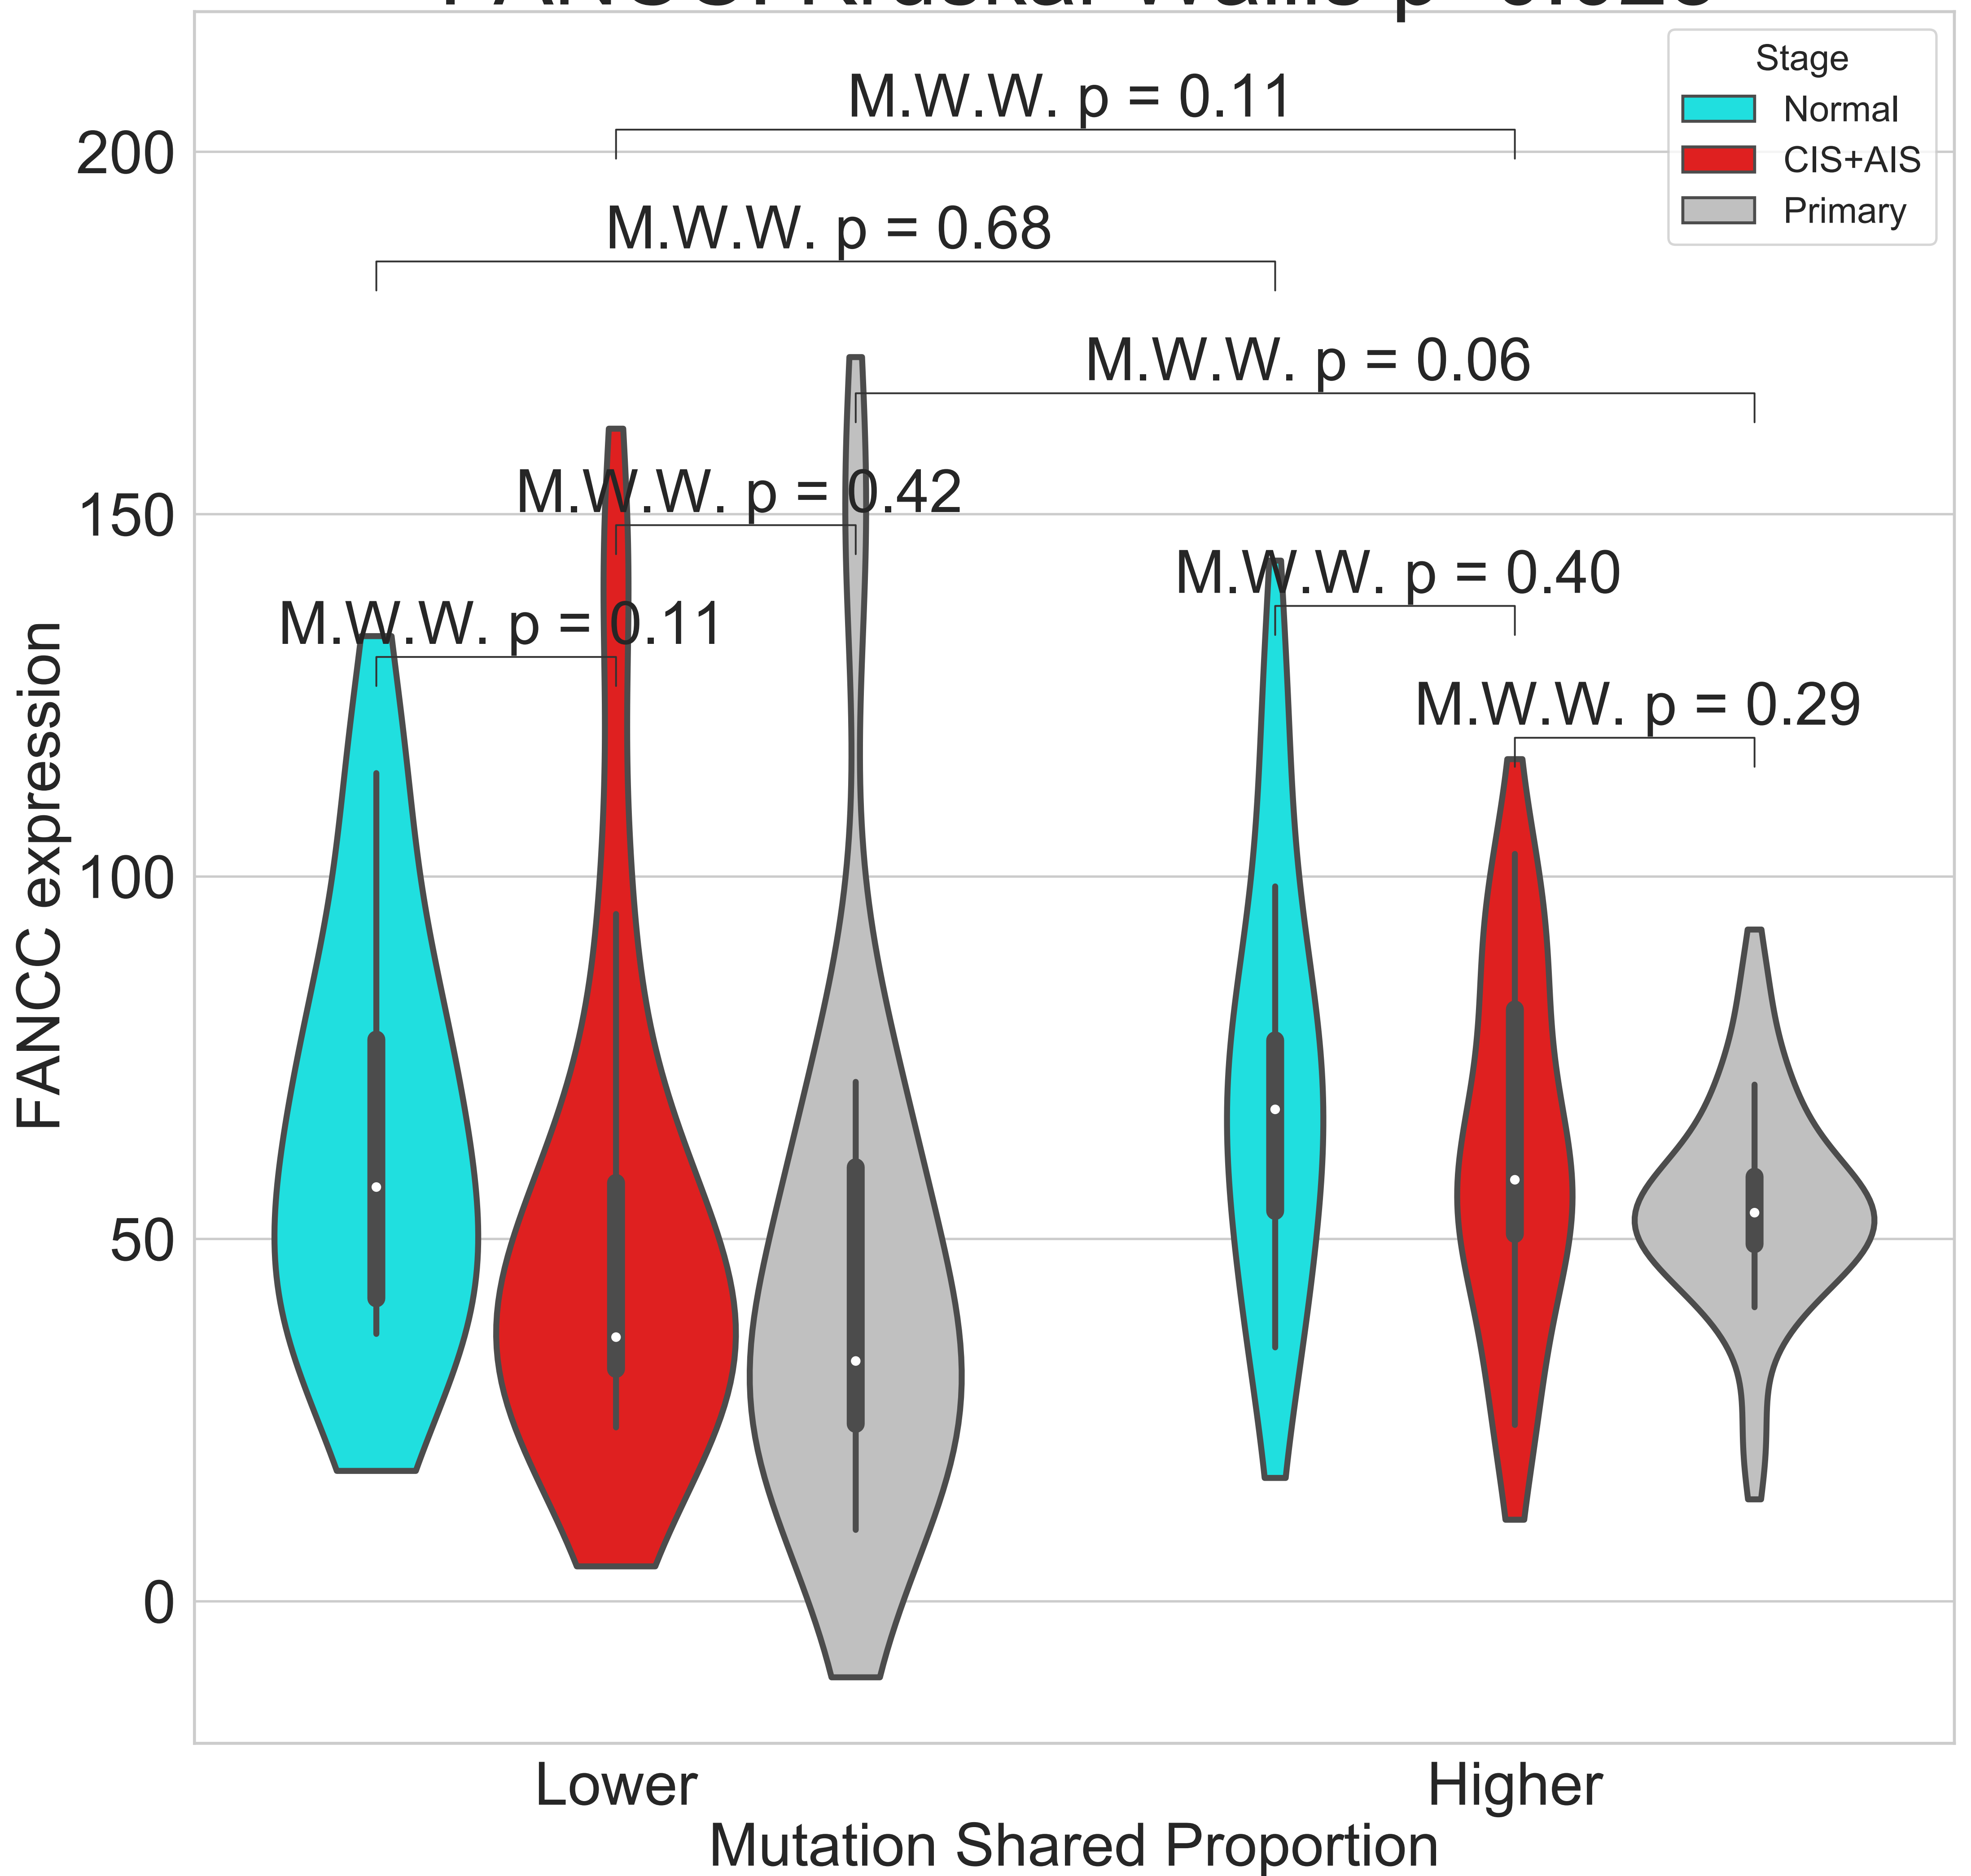 Stage
Normal
CIS+AIS
Primary
M.W.W. p = 0.11
M.W.W. p = 0.68
M.W.W. p = 0.06
M.W.W. p = 0.42
M.W.W. p = 0.40
M.W.W. p = 0.11
M.W.W. p = 0.29
FANCC expression
200
150
100
50
0
Lower
Higher
Mutation Shared Proportion